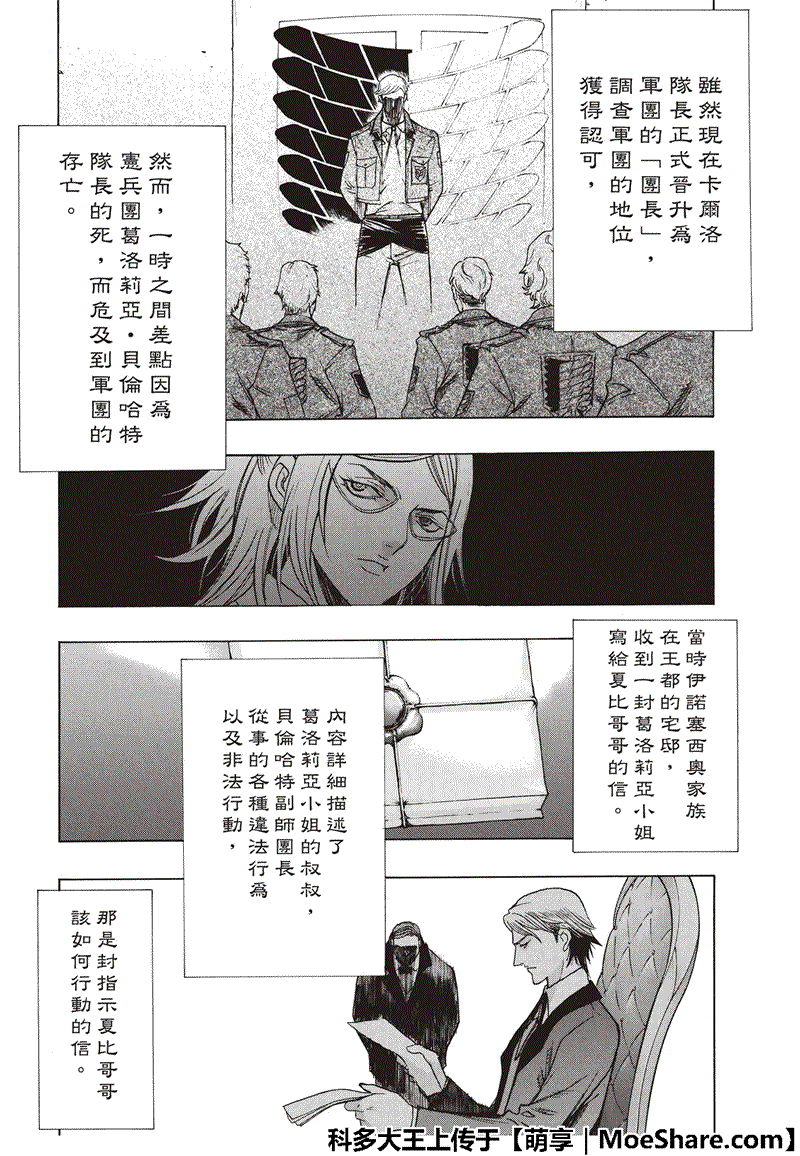 雖然現在卡爾洛
隊長正式晉升為
軍團的「團長」，
調查軍團的地位
獲得認可，
然而，一時之間差點因為
憲兵團葛洛莉亞・貝倫哈特
隊長的死，而危及到軍團的
存亡。
當時伊諾塞西奧家族
在王都的宅邸，
收到一封葛洛莉亞小姐
寫給夏比哥哥的信。
內容詳細描述了
葛洛莉亞小姐的叔叔，
貝倫哈特副師團長
從事的各種違法行為
以及非法行動，
那是封指示夏比哥哥
該如何行動的信。
科多大王上传于【萌享｜MoeShare.com】